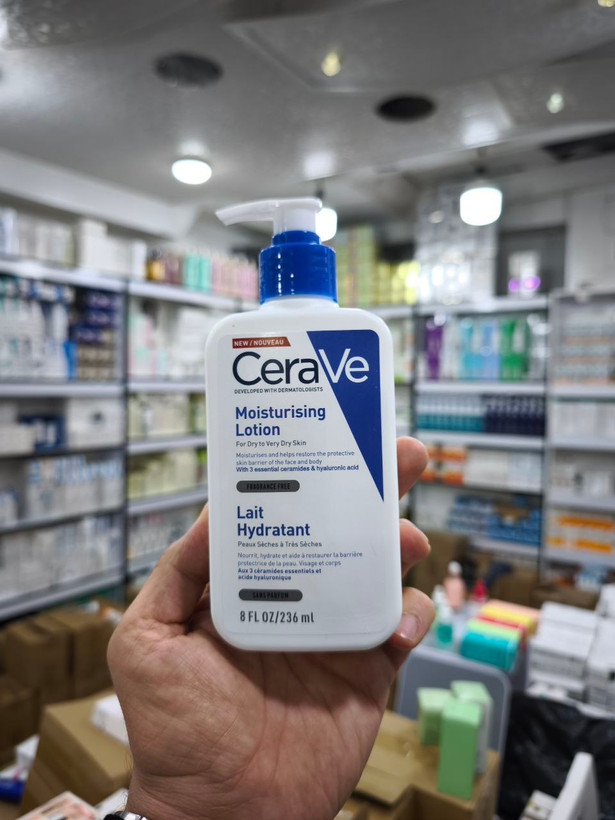 NEW / NOUVEAU
CeraVe
DEVELOPED WITH DERMATOLOGISTS
Moisturising
Lotion
For Dry to Very Dry Skin
Moisturises and helps restore the protective
skin barrier of the face and body
With 3 essential ceramides & hyaluronic acid
FRAGRANCE FREE
Lait
Hydratant
Peaux Sèches à Très Sèches
Nourrit, hydrate et aide à restaurer la barrière
protectrice de la peau. Visage et corps.
Aux 3 céramides essentiels et
acide hyaluronique
SANS PARFUM
8 FL OZ/236 ml